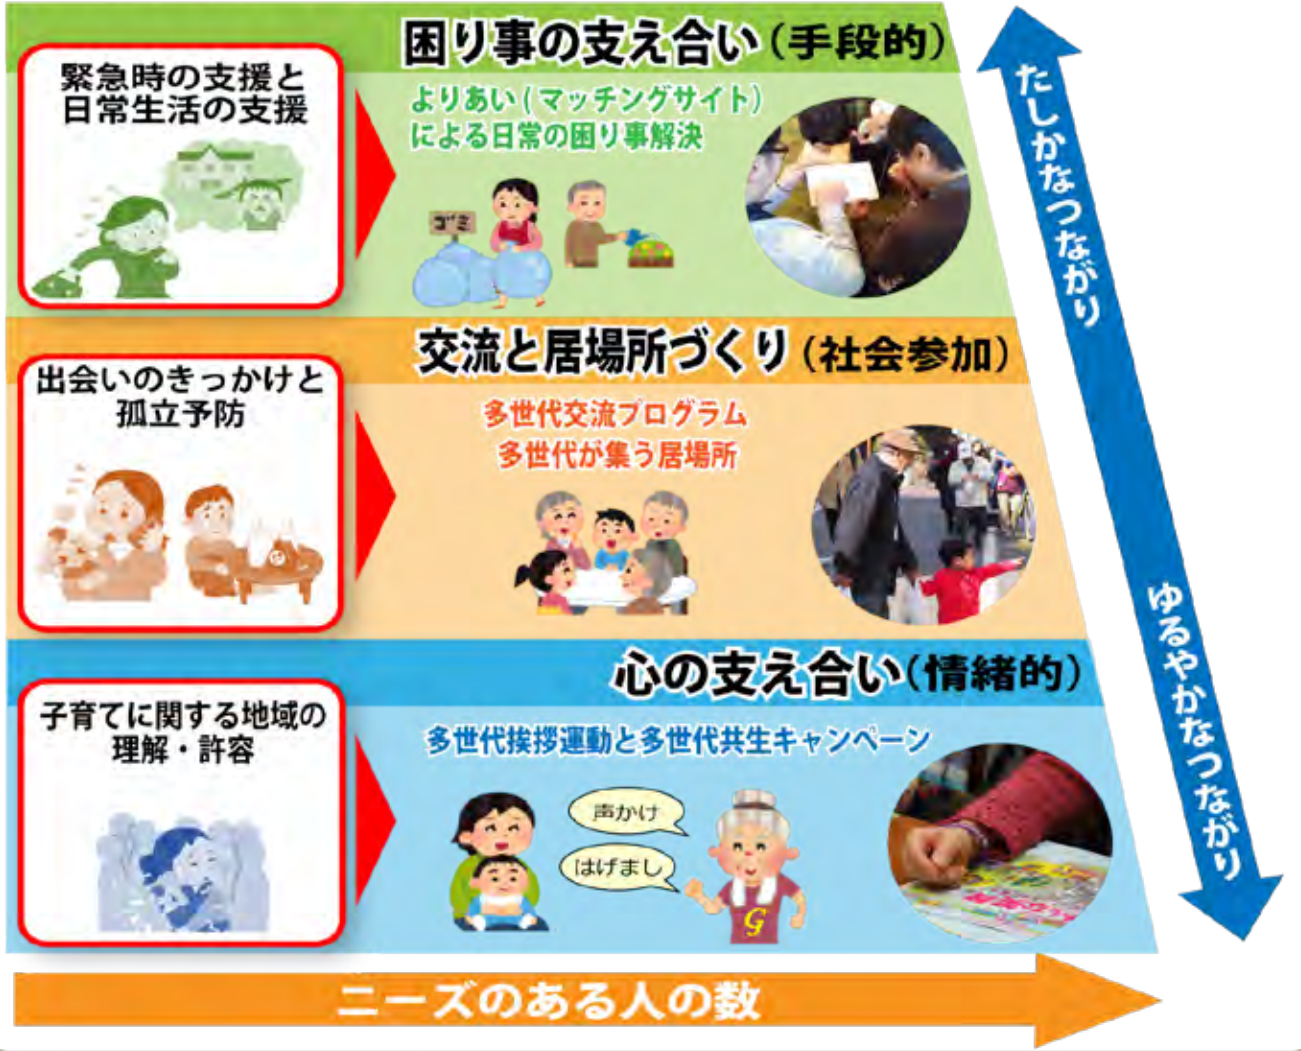 困り事の支え合い(手段的)
緊急時の支援と
日常生活の支援
よりあい(マッチングサイト)
による日常の困り事解決
ゴミ
交流と居場所づくり(社会参加)
出会いのきっかけと
孤立予防
多世代交流プログラム
多世代が集う居場所
心の支え合い(情緒的)
子育てに関する地域の
理解・許容
多世代挨拶運動と多世代共生キャンペーン
声かけ
はげまし
G
たしかなつながり
ゆるやかなつながり
ニーズのある人の数